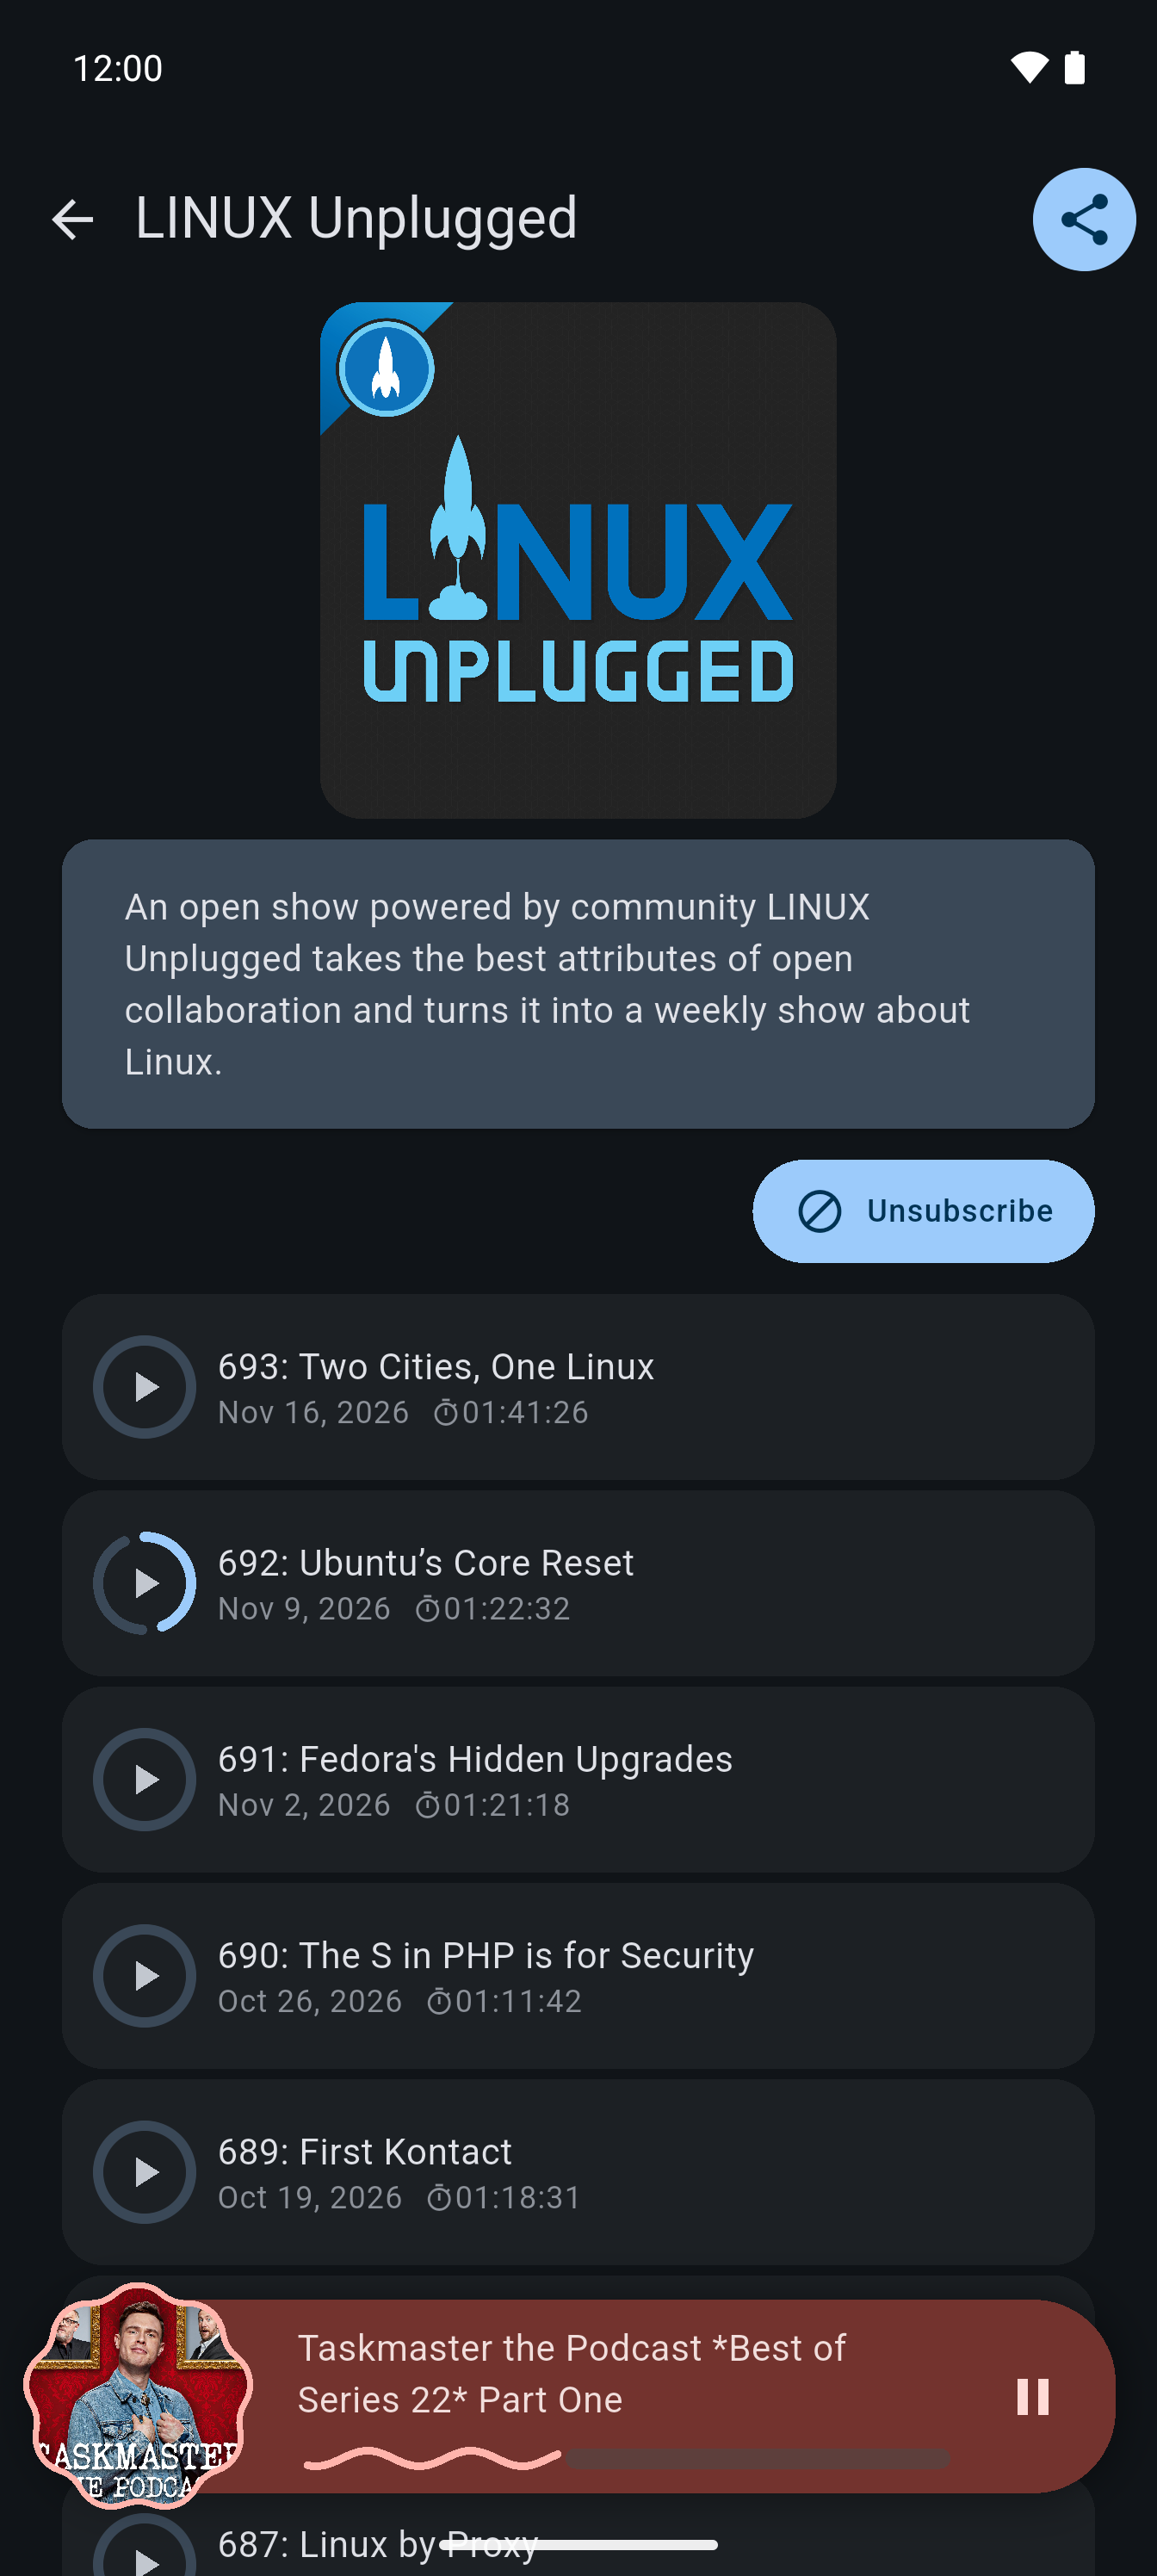 12:00
LINUX Unplugged
LINUX
UNPLUGGED
An open show powered by community LINUX
Unplugged takes the best attributes of open
collaboration and turns it into a weekly show about
Linux.
Unsubscribe
693: Two Cities, One Linux
Nov 16, 2026 01:41:26
692: Ubuntu’s Core Reset
Nov 9, 2026 01:22:32
691: Fedora's Hidden Upgrades
Nov 2, 2026 01:21:18
690: The S in PHP is for Security
Oct 26, 2026 01:11:42
689: First Kontact
Oct 19, 2026 01:18:31
Taskmaster the Podcast *Best of
Series 22* Part One
687: Linux by Proxy